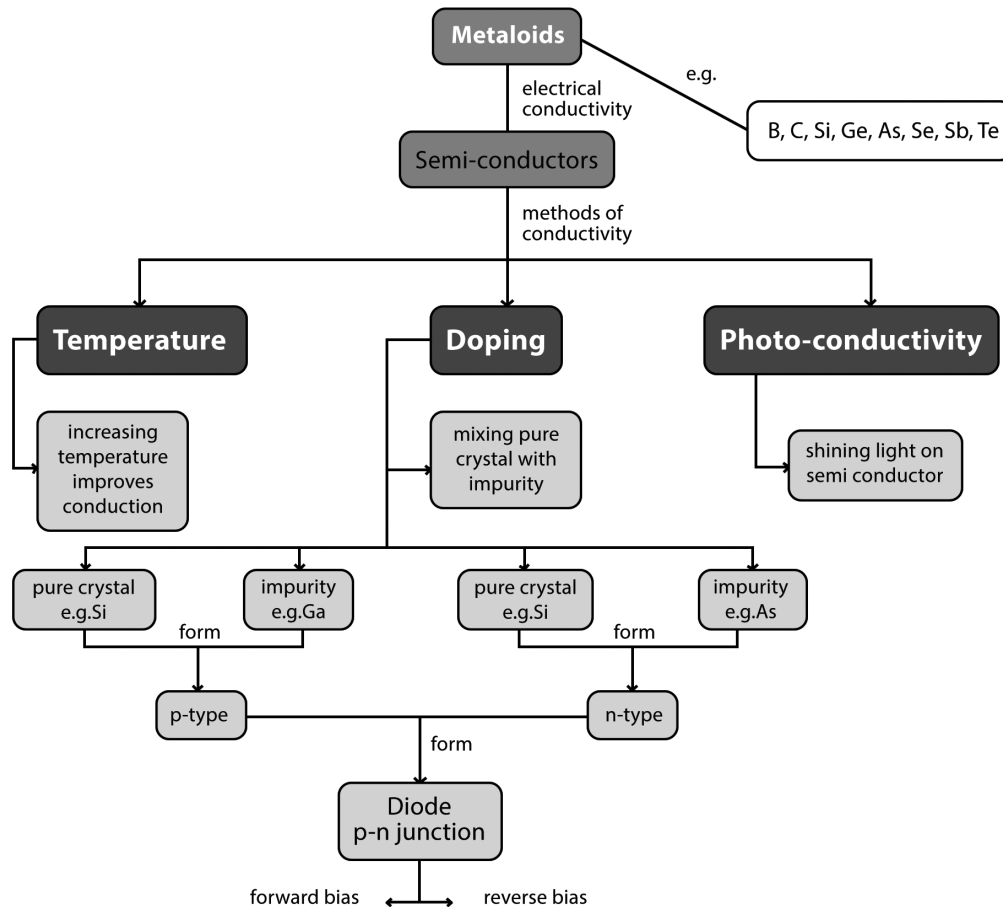 Metaloids
e.g.
electrical
conductivity
B, C, Si, Ge, As, Se, Sb, Te
Semi-conductors
methods of
conductivity
Temperature
Doping
Photo-conductivity
increasing
temperature
improves
conduction
mixing pure
crystal with
impurity
shining light on
semi conductor
pure crystal
e.g.Si
impurity
e.g.Ga
pure crystal
e.g.Si
impurity
e.g.As
form
form
p-type
n-type
form
Diode
p-n junction
forward bias
reverse bias